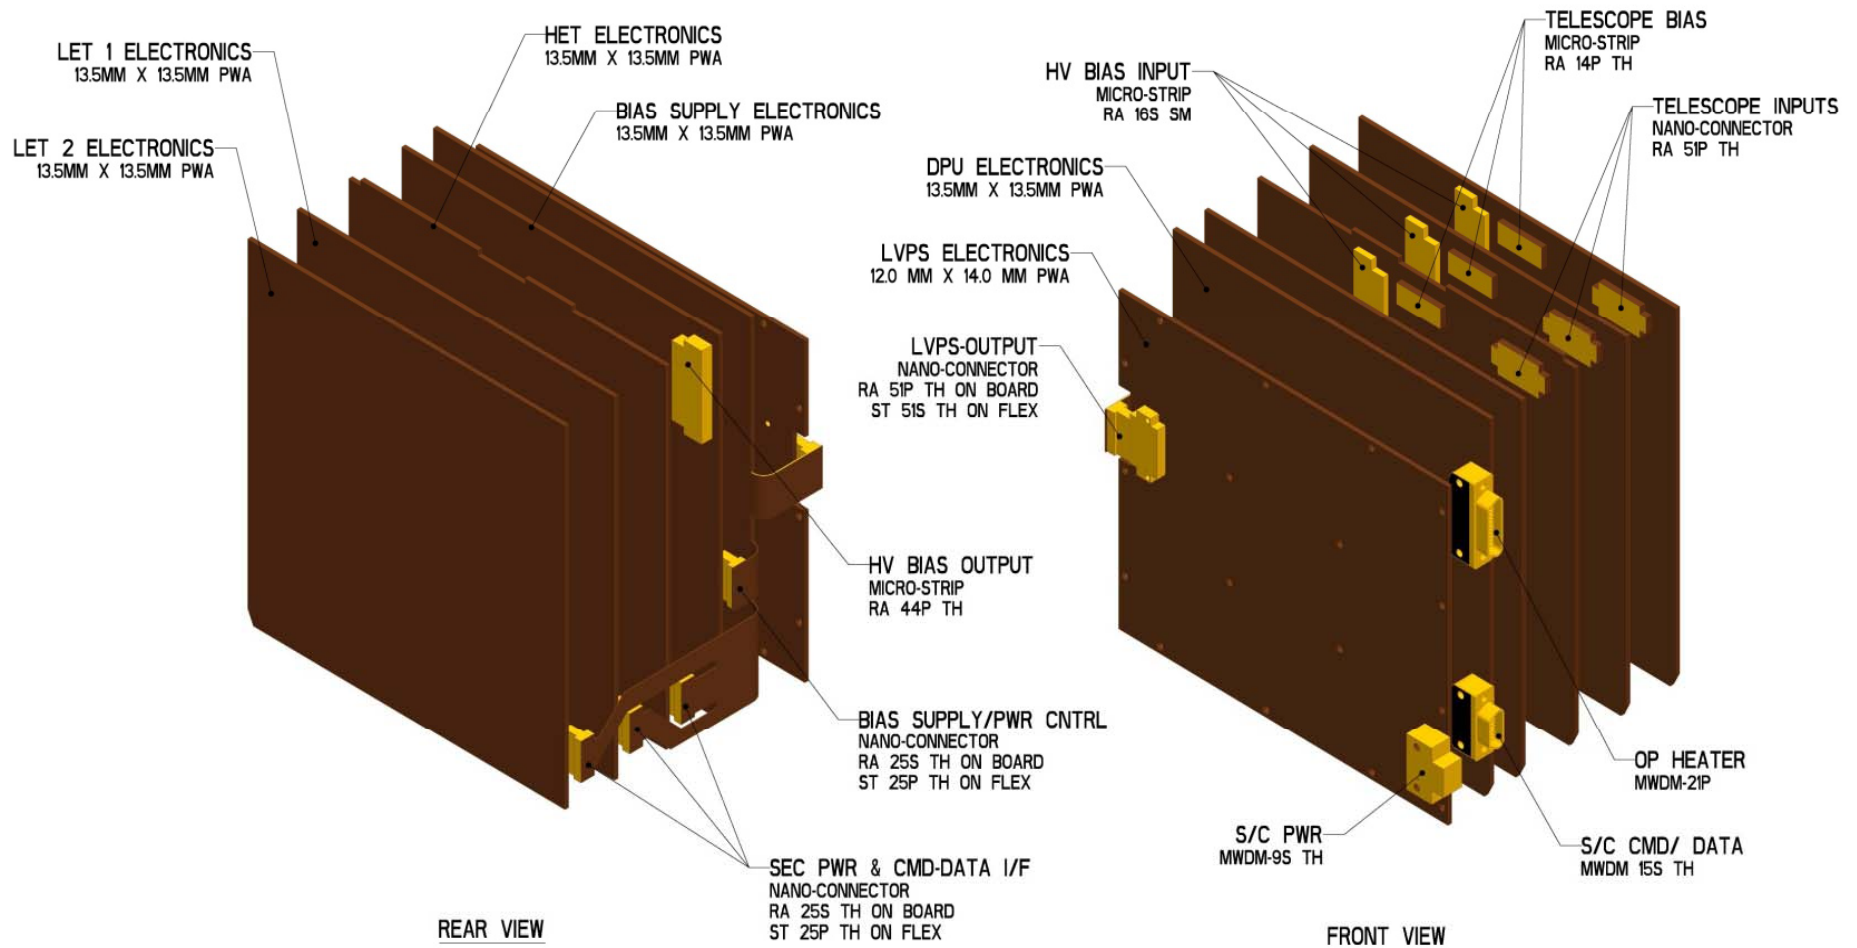 LET 1 ELECTRONICS
13.5MM X 13.5MM PWA
LET 2 ELECTRONICS
13.5MM X 13.5MM PWA
HET ELECTRONICS
13.5MM X 13.5MM PWA
BIAS SUPPLY ELECTRONICS
13.5MM X 13.5MM PWA
HV BIAS OUTPUT
MICRO-STRIP
RA 44P TH
BIAS SUPPLY/PWR CNTRL
NANO-CONNECTOR
RA 25S TH ON BOARD
ST 25P TH ON FLEX
SEC PWR & CMD-DATA I/F
NANO-CONNECTOR
RA 25S TH ON BOARD
ST 25P TH ON FLEX
REAR VIEW
TELESCOPE BIAS
MICRO-STRIP
RA 14P TH
HV BIAS INPUT
MICRO-STRIP
RA 16S SM
TELESCOPE INPUTS
NANO-CONNECTOR
RA 51P TH
DPU ELECTRONICS
13.5MM X 13.5MM PWA
LVPS ELECTRONICS
12.0 MM X 14.0 MM PWA
LVPS-OUTPUT
NANO-CONNECTOR
RA 51P TH ON BOARD
ST 51S TH ON FLEX
OP HEATER
MWDM-21P
S/C PWR
MWDM-9S TH
S/C CMD/ DATA
MWDM 15S TH
FRONT VIEW